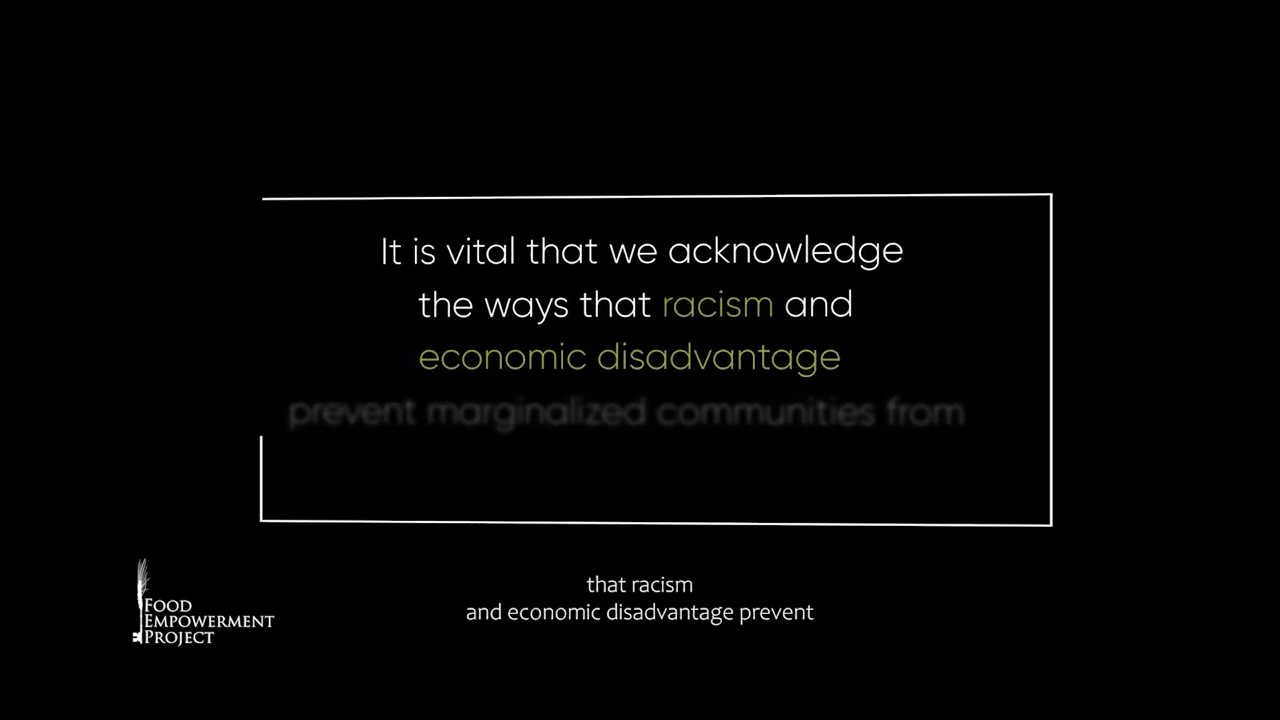 It is vital that we acknowledge
the ways that racism and
economic disadvantage
prevent marginalized communities from
that racism
and economic disadvantage prevent
FOOD
EMPOWERMENT
PROJECT